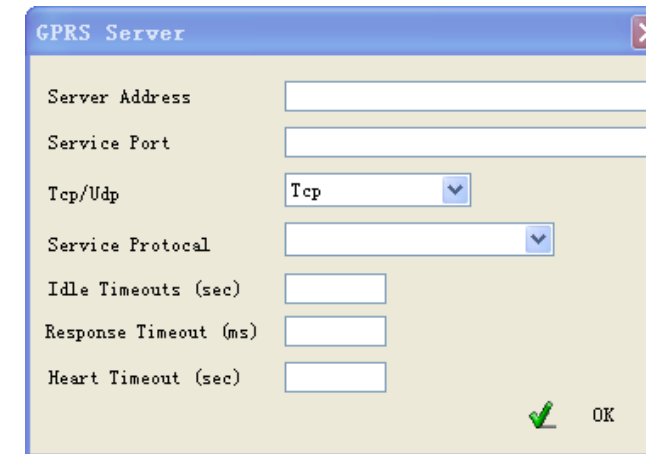 GPRS Server
Server Address
Service Port
Tcp/Udp Tcp
Service Protocal
Idle Timeouts (sec)
Response Timeout (ms)
Heart Timeout (sec)
OK